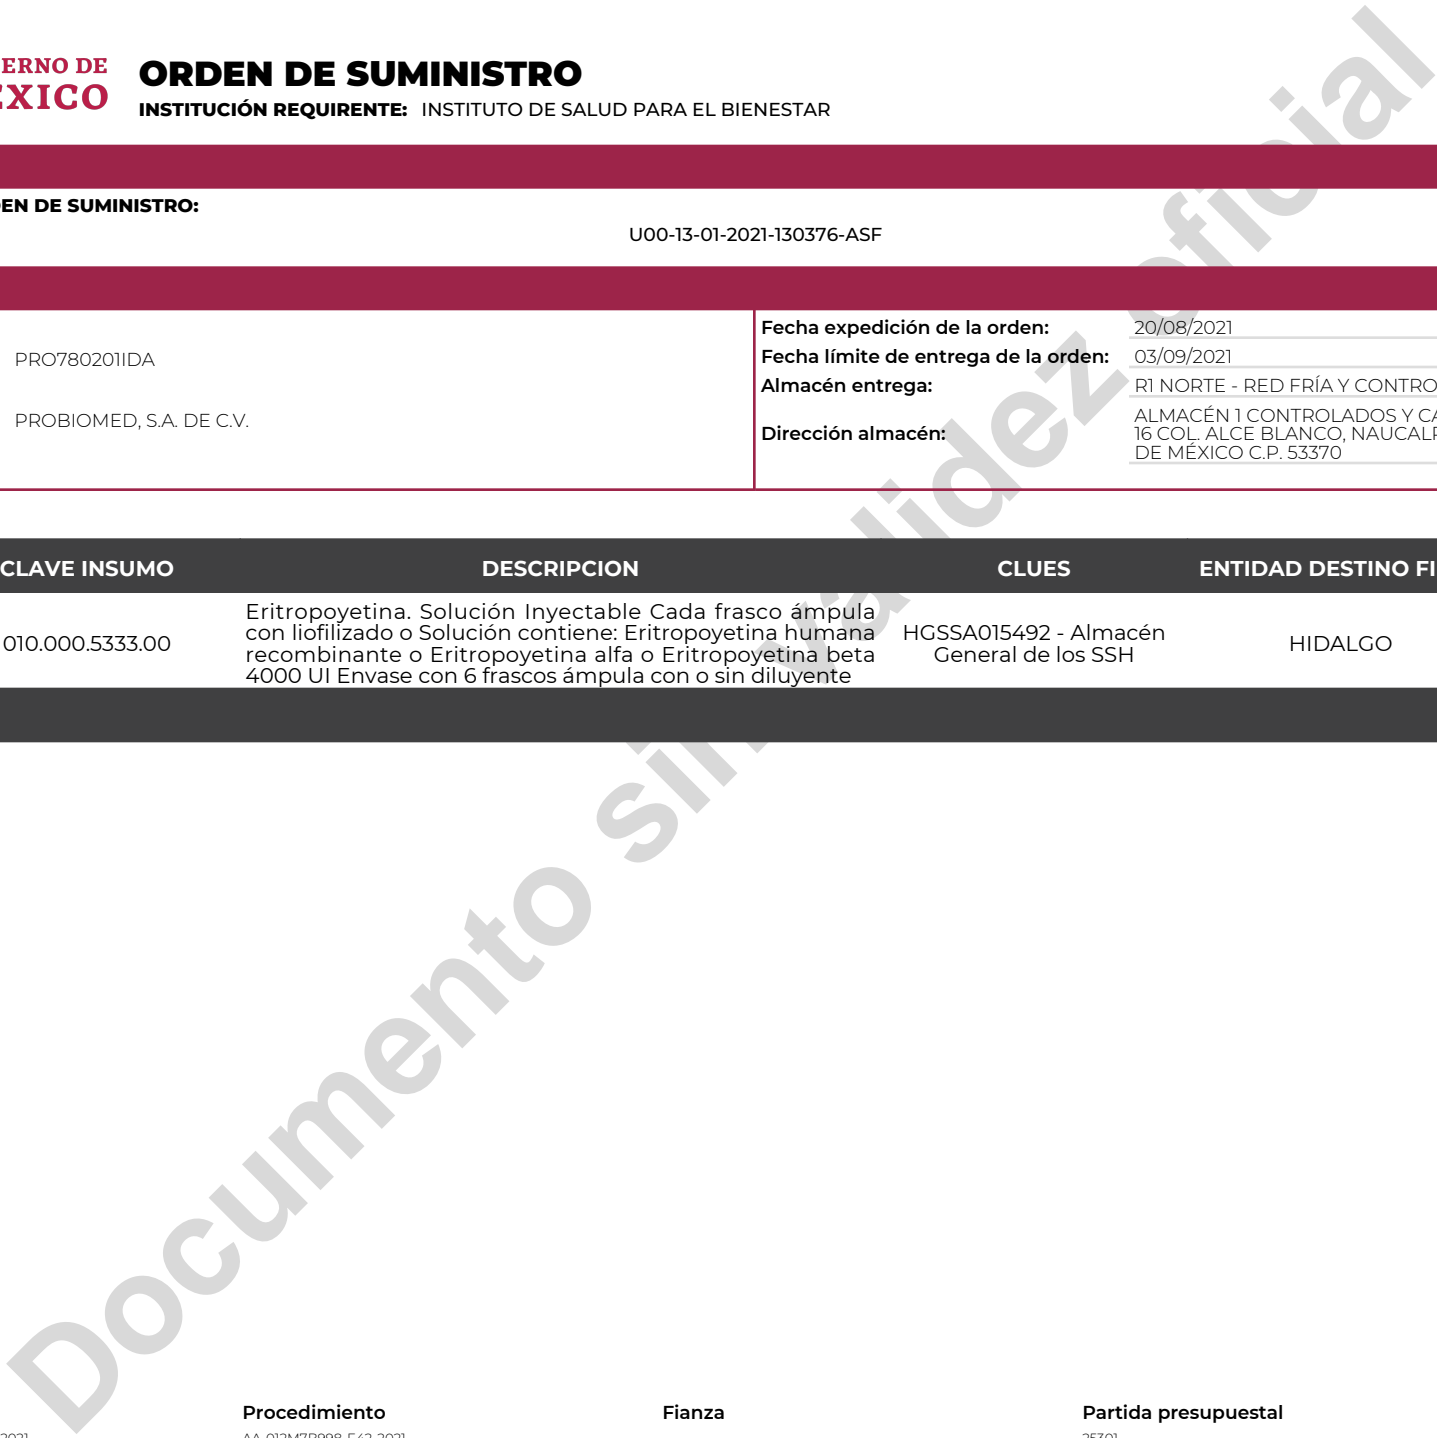 ERNO DE
ÉXICO
ORDEN DE SUMINISTRO
INSTITUCIÓN REQUIRENTE: INSTITUTO DE SALUD PARA EL BIENESTAR
EN DE SUMINISTRO:
U00-13-01-2021-130376-ASF
PRO780201IDA
PROBIOMED, S.A. DE C.V.
Fecha expedición de la orden: 20/08/2021
Fecha límite de entrega de la orden: 03/09/2021
Almacén entrega: R1 NORTE - RED FRÍA Y CONTRO
Dirección almacén:
ALMACÉN 1 CONTROLADOS Y CA
16 COL. ALCE BLANCO, NAUCALP
DE MÉXICO C.P. 53370
CLAVE INSUMO DESCRIPCION CLUES ENTIDAD DESTINO FI
010.000.5333.00
Eritropoyetina. Solución Inyectable Cada frasco ámpula
con liofilizado o Solución contiene: Eritropoyetina humana
recombinante o Eritropoyetina alfa o Eritropoyetina beta
4000 UI Envase con 6 frascos ámpula con o sin diluyente
HGSSA015492 - Almacén
General de los SSH
HIDALGO
Documento sin validez oficial
Procedimiento Fianza Partida presupuestal